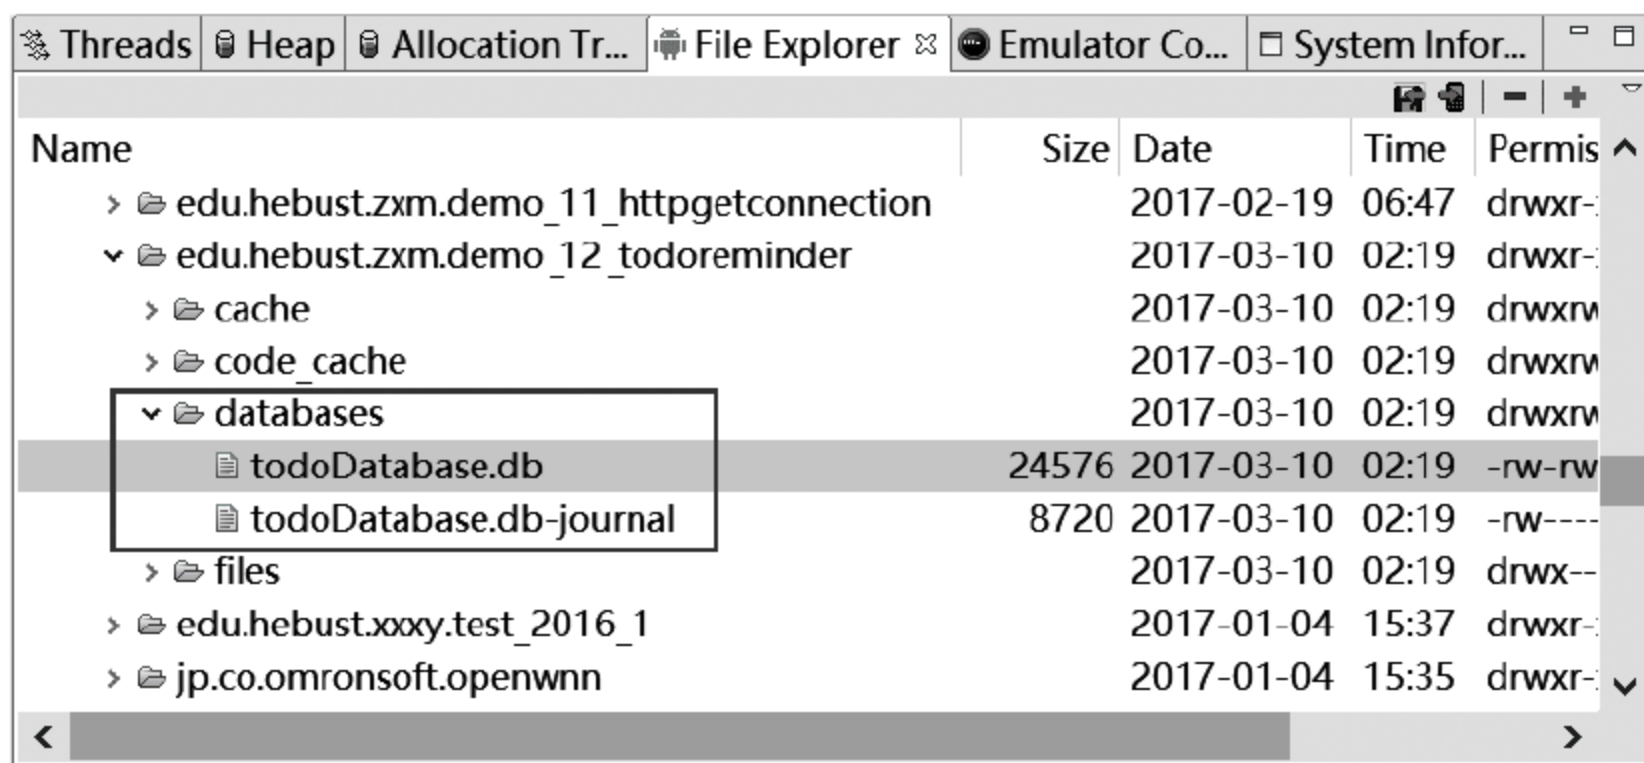 Threads Heap Allocation Tr... File Explorer Emulator Co... System Infor...
Name Size Date Time Permis
edu.hebust.zxm.demo_11_httpgetconnection 2017-02-19 06:47 drwxr-
edu.hebust.zxm.demo_12_todoreminder 2017-03-10 02:19 drwxr-
cache 2017-03-10 02:19 drwxrw
code_cache 2017-03-10 02:19 drwxrw
databases 2017-03-10 02:19 drwxrw
todoDatabase.db 24576 2017-03-10 02:19 -rw-rw
todoDatabase.db-journal 8720 2017-03-10 02:19 -rw----
files 2017-03-10 02:19 drwx--
edu.hebust.xxxy.test_2016_1 2017-01-04 15:37 drwxr-
jp.co.omronsoft.openwnn 2017-01-04 15:35 drwxr-